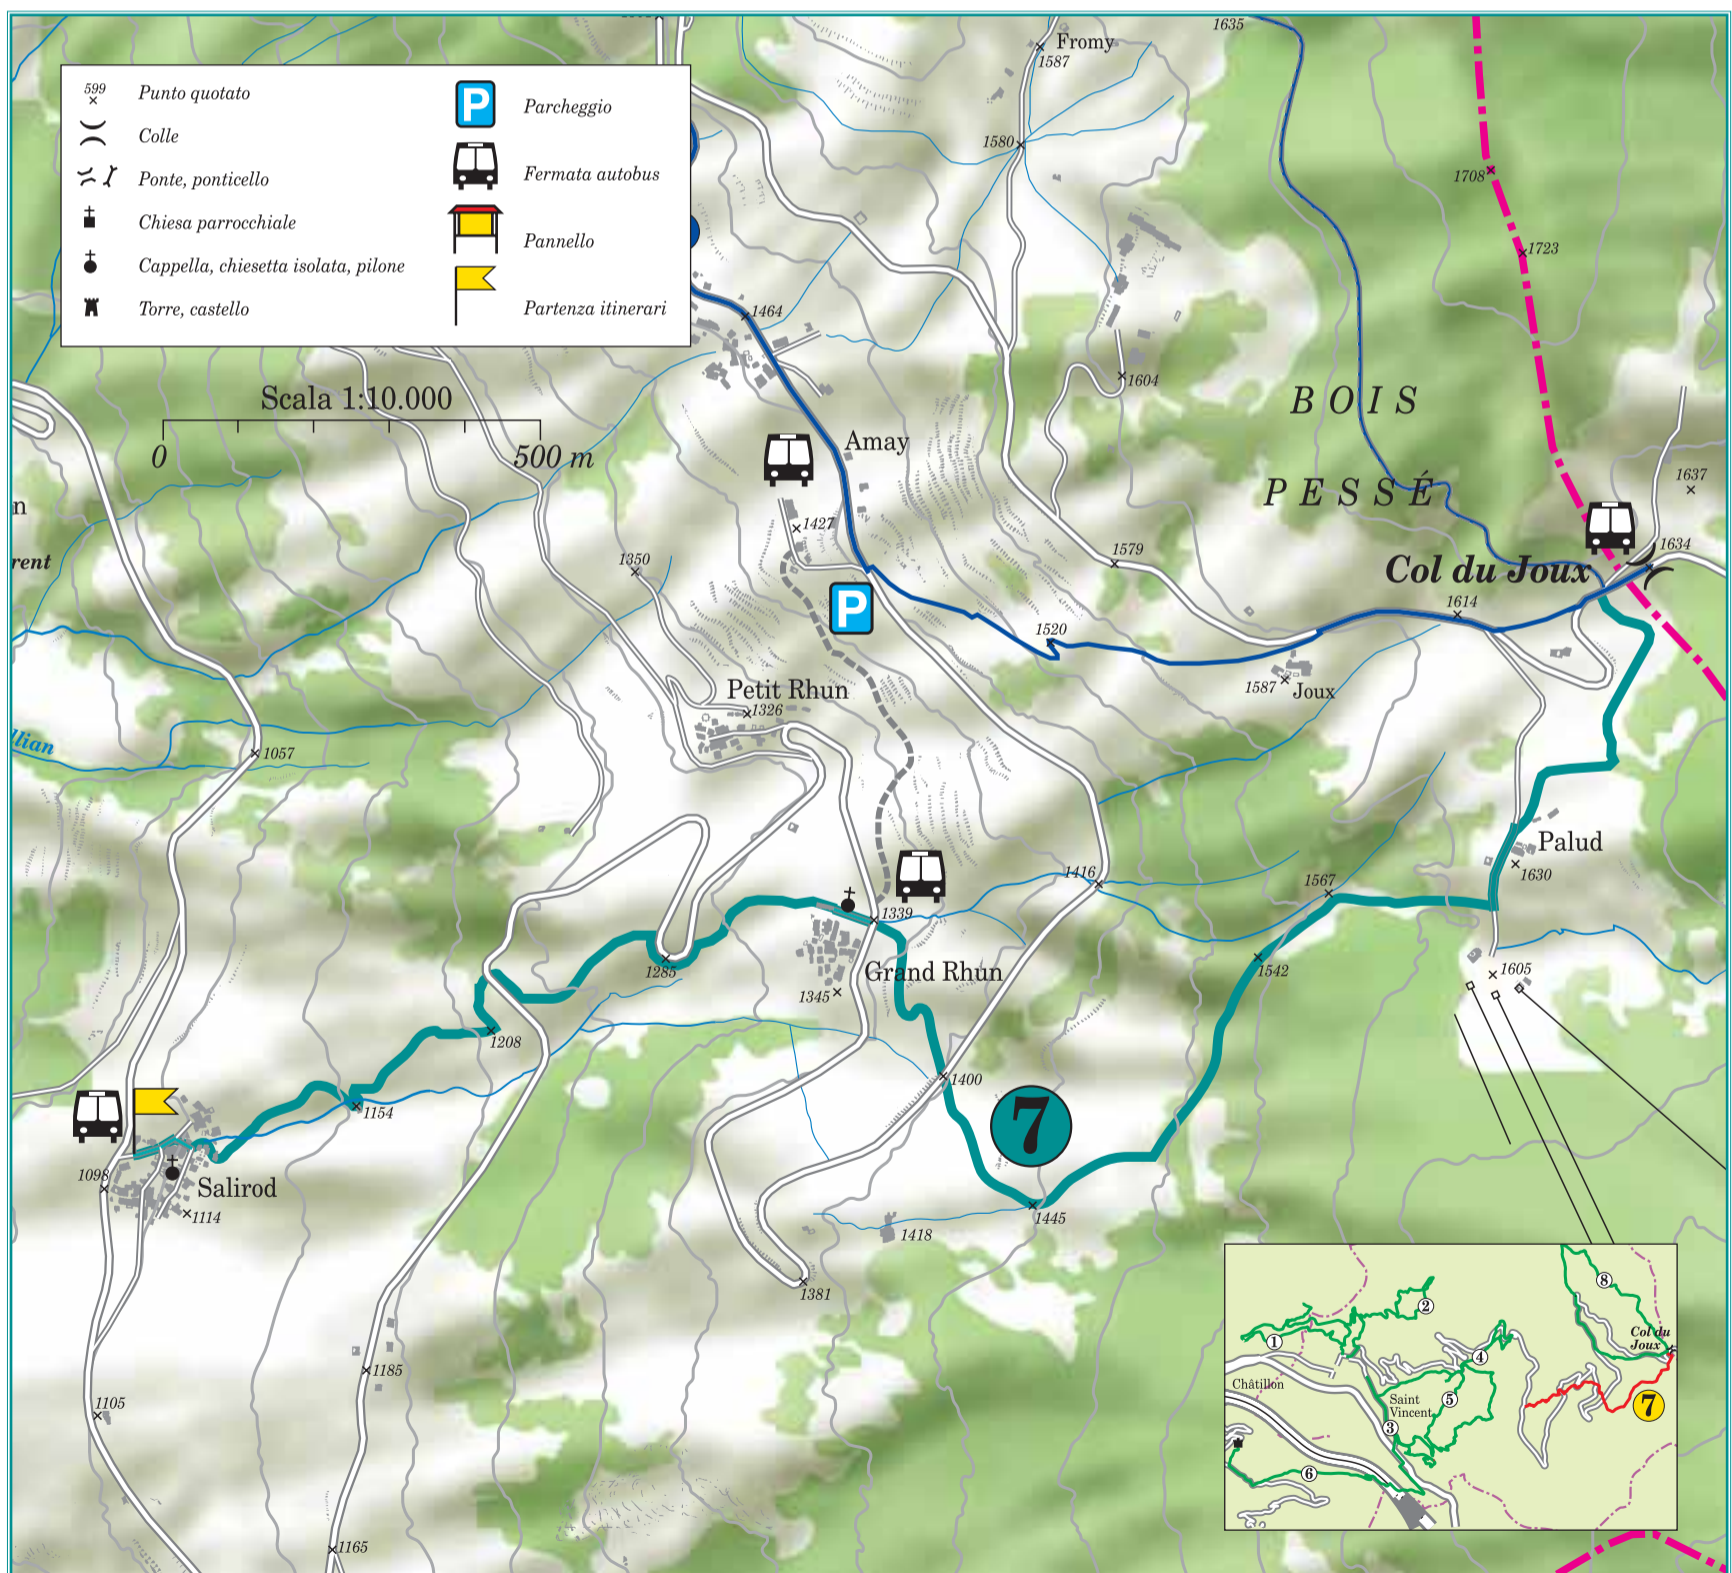 1635
Fromy
1587
599
Punto quotato
Colle
Ponte, ponticello
Chiesa parrocchiale
Cappella, chiesetta isolata, pilone
Torre, castello
P
Parcheggio
Fermata autobus
Pannello
Partenza itinerari
1580
1708
1723
1464
1604
Scala 1:10.000
0
500 m
BOIS
PESSÉ
Amay
1637
n
rent
1427
1350
1579
1634
Col du Joux
P
1614
1520
1587
Joux
Petit Rhun
1326
llian
1057
Palud
1630
1416
1567
1339
1285
Grand Rhun
1345
1542
1605
1208
1400
7
1154
1098
Salirod
1114
1445
1418
1381
1185
1105
1165
8
2
1
Col du
Joux
4
Châtillon
5
Saint
Vincent
7
3
6